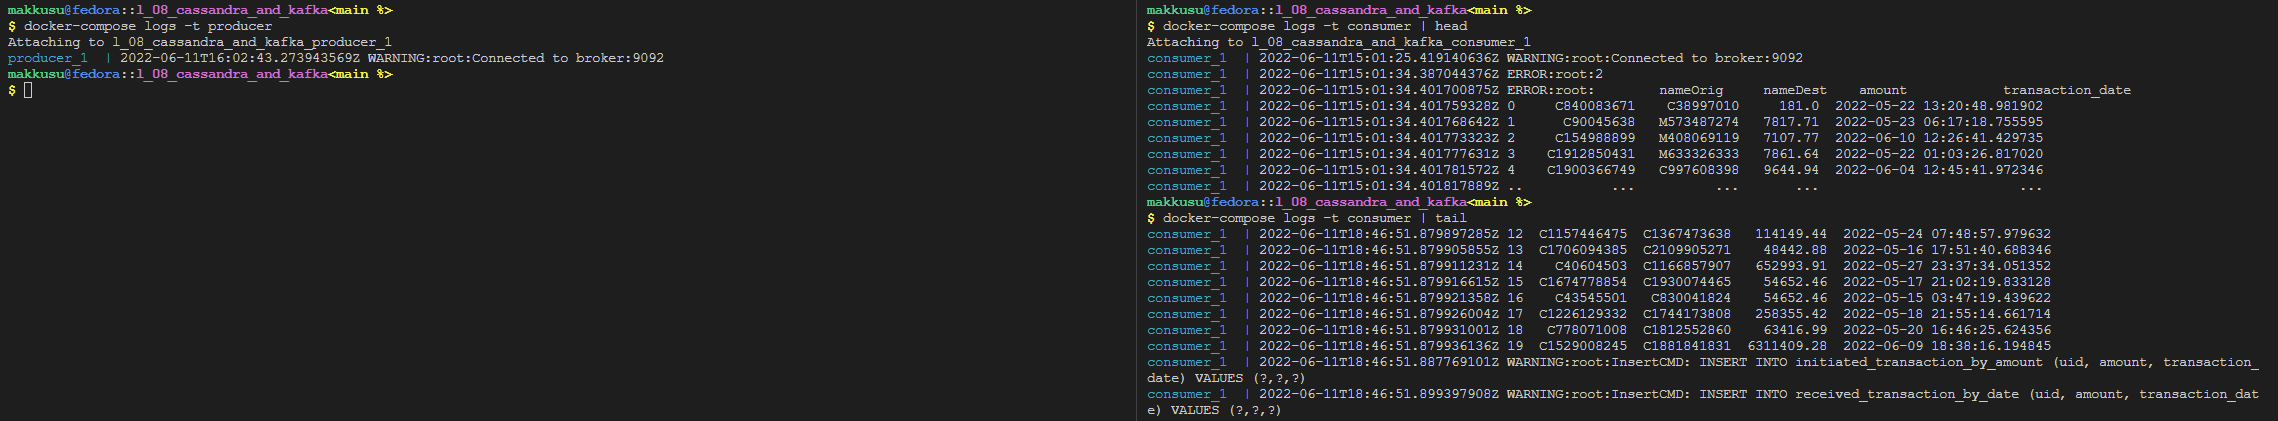 makkusu@fedora::l_08_cassandra_and_kafka<main %>
$ docker-compose logs -t producer
Attaching to l_08_cassandra_and_kafka_producer_1
producer_1  | 2022-06-11T16:02:43.273943569Z WARNING:root:Connected to broker:9092
makkusu@fedora::l_08_cassandra_and_kafka<main %>
$
makkusu@fedora::l_08_cassandra_and_kafka<main %>
$ docker-compose logs -t consumer | head
Attaching to l_08_cassandra_and_kafka_consumer_1
consumer_1  | 2022-06-11T15:01:25.419140636Z WARNING:root:Connected to broker:9092
consumer_1  | 2022-06-11T15:01:34.387044376Z ERROR:root:2
consumer_1  | 2022-06-11T15:01:34.401700875Z ERROR:root:        nameOrig     nameDest    amount            transaction_date
consumer_1  | 2022-06-11T15:01:34.401759328Z 0     C840083671    C38997010     181.0  2022-05-22 13:20:48.981902
consumer_1  | 2022-06-11T15:01:34.401768642Z 1      C90045638   M573487274   7817.71  2022-05-23 06:17:18.755595
consumer_1  | 2022-06-11T15:01:34.401773323Z 2     C154988899   M408069119   7107.77  2022-06-10 12:26:41.429735
consumer_1  | 2022-06-11T15:01:34.401777631Z 3    C1912850431   M633326333   7861.64  2022-05-22 01:03:26.817020
consumer_1  | 2022-06-11T15:01:34.401781572Z 4    C1900366749   C997608398   9644.94  2022-06-04 12:45:41.972346
consumer_1  | 2022-06-11T15:01:34.401817889Z ..           ...          ...       ...                         ...
makkusu@fedora::l_08_cassandra_and_kafka<main %>
$ docker-compose logs -t consumer | tail
consumer_1  | 2022-06-11T18:46:51.879897285Z 12  C1157446475  C1367473638   114149.44  2022-05-24 07:48:57.979632
consumer_1  | 2022-06-11T18:46:51.879905855Z 13  C1706094385  C2109905271    48442.88  2022-05-16 17:51:40.688346
consumer_1  | 2022-06-11T18:46:51.879911231Z 14    C40604503  C1166857907   652993.91  2022-05-27 23:37:34.051352
consumer_1  | 2022-06-11T18:46:51.879916615Z 15  C1674778854  C1930074465    54652.46  2022-05-17 21:02:19.833128
consumer_1  | 2022-06-11T18:46:51.879921358Z 16    C43545501   C830041824    54652.46  2022-05-15 03:47:19.439622
consumer_1  | 2022-06-11T18:46:51.879926004Z 17  C1226129332  C1744173808   258355.42  2022-05-18 21:55:14.661714
consumer_1  | 2022-06-11T18:46:51.879931001Z 18   C778071008  C1812552860    63416.99  2022-05-20 16:46:25.624356
consumer_1  | 2022-06-11T18:46:51.879936136Z 19  C1529008245  C1881841831  6311409.28  2022-06-09 18:38:16.194845
consumer_1  | 2022-06-11T18:46:51.887769101Z WARNING:root:InsertCMD: INSERT INTO initiated_transaction_by_amount (uid, amount, transaction_
date) VALUES (?,?,?)
consumer_1  | 2022-06-11T18:46:51.899397908Z WARNING:root:InsertCMD: INSERT INTO received_transaction_by_date (uid, amount, transaction_dat
e) VALUES (?,?,?)